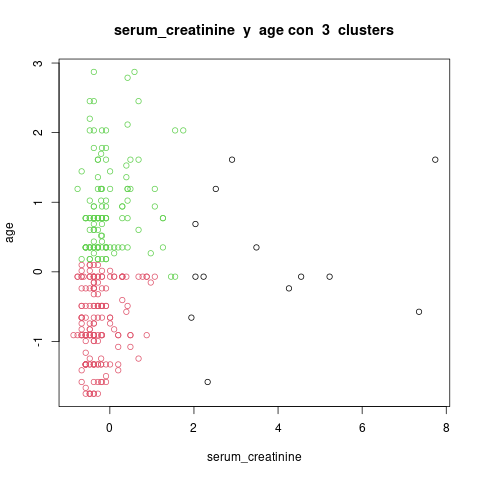 serum_creatinine y age con 3 clusters
3
2
1
0
-1
age
0 2 4 6 8
serum_creatinine